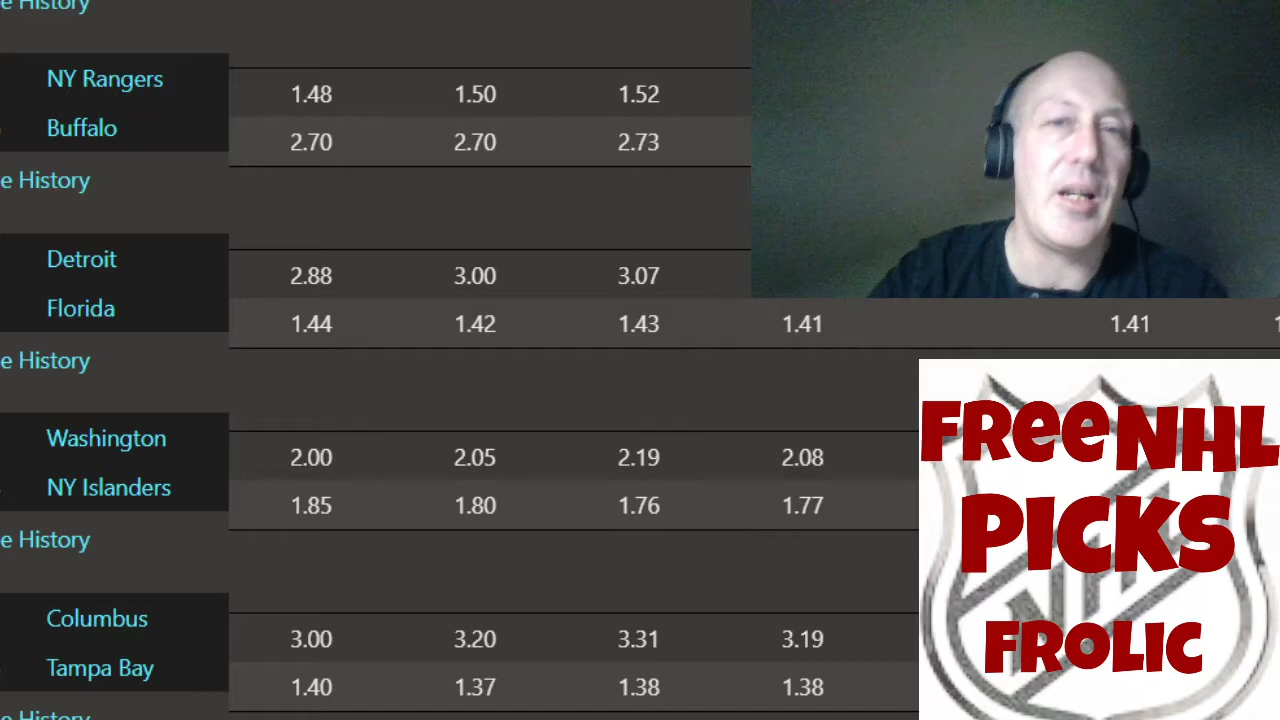 e History
NY Rangers 1.48 1.50 1.52
Buffalo 2.70 2.70 2.73
e History
Detroit 2.88 3.00 3.07
Florida 1.44 1.42 1.43 1.41 1.41 1
e History
Washington 2.00 2.05 2.19 2.08
NY Islanders 1.85 1.80 1.76 1.77
e History
Columbus 3.00 3.20 3.31 3.19
Tampa Bay 1.40 1.37 1.38 1.38
e History
FReeNHL
PICKS
FROLIC
NHL